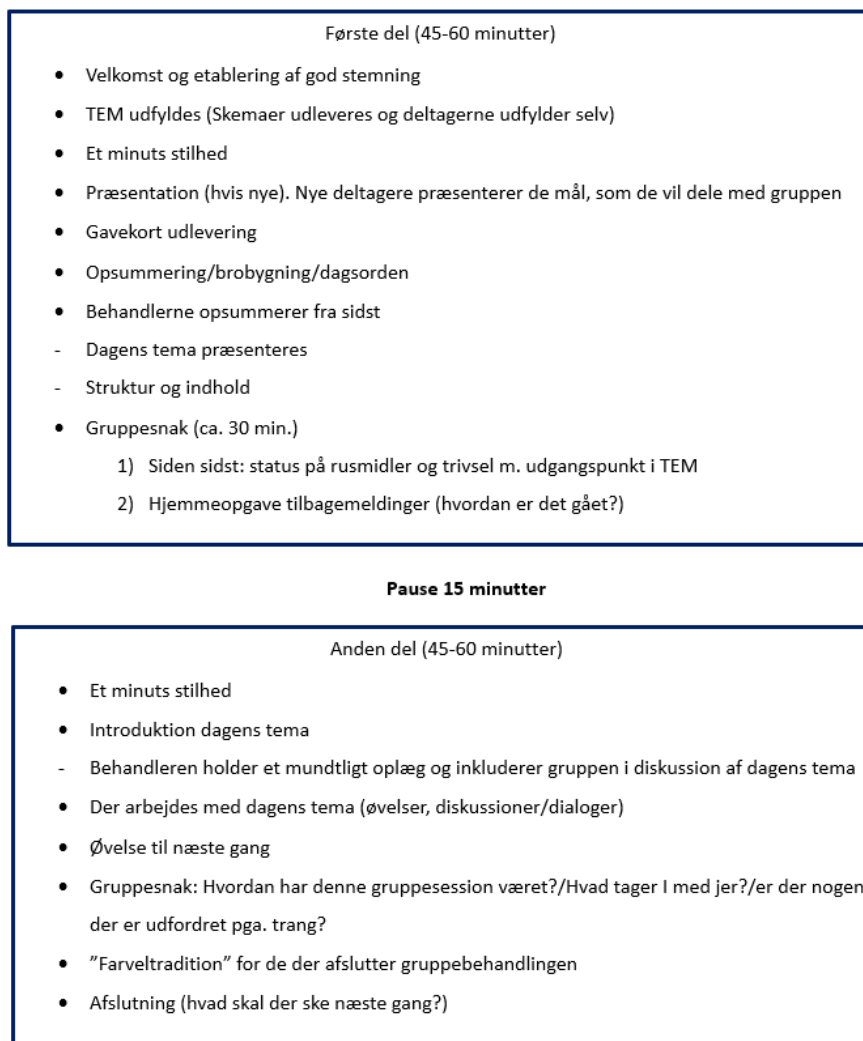 Første del (45-60 minutter)
• Velkomst og etablering af god stemning
• TEM udfyldes (Skemaer udleveres og deltagerne udfylder selv)
• Et minuts stilhed
• Præsentation (hvis nye). Nye deltagere præsenterer de mål, som de vil dele med gruppen
• Gavekort udlevering
• Opsummering/brobygning/dagsorden
• Behandlerne opsummerer fra sidst
- Dagens tema præsenteres
- Struktur og indhold
• Gruppesnak (ca. 30 min.)
1) Siden sidst: status på rusmidler og trivsel m. udgangspunkt i TEM
2) Hjemmeopgave tilbagemeldinger (hvordan er det gået?)
Pause 15 minutter
Anden del (45-60 minutter)
• Et minuts stilhed
• Introduktion dagens tema
- Behandleren holder et mundtligt oplæg og inkluderer gruppen i diskussion af dagens tema
• Der arbejdes med dagens tema (øvelser, diskussioner/dialoger)
• Øvelse til næste gang
• Gruppesnak: Hvordan har denne gruppesession været?/Hvad tager I med jer?/er der nogen
der er udfordret pga. trang?
• ”Farveltradition” for de der afslutter gruppebehandlingen
• Afslutning (hvad skal der ske næste gang?)